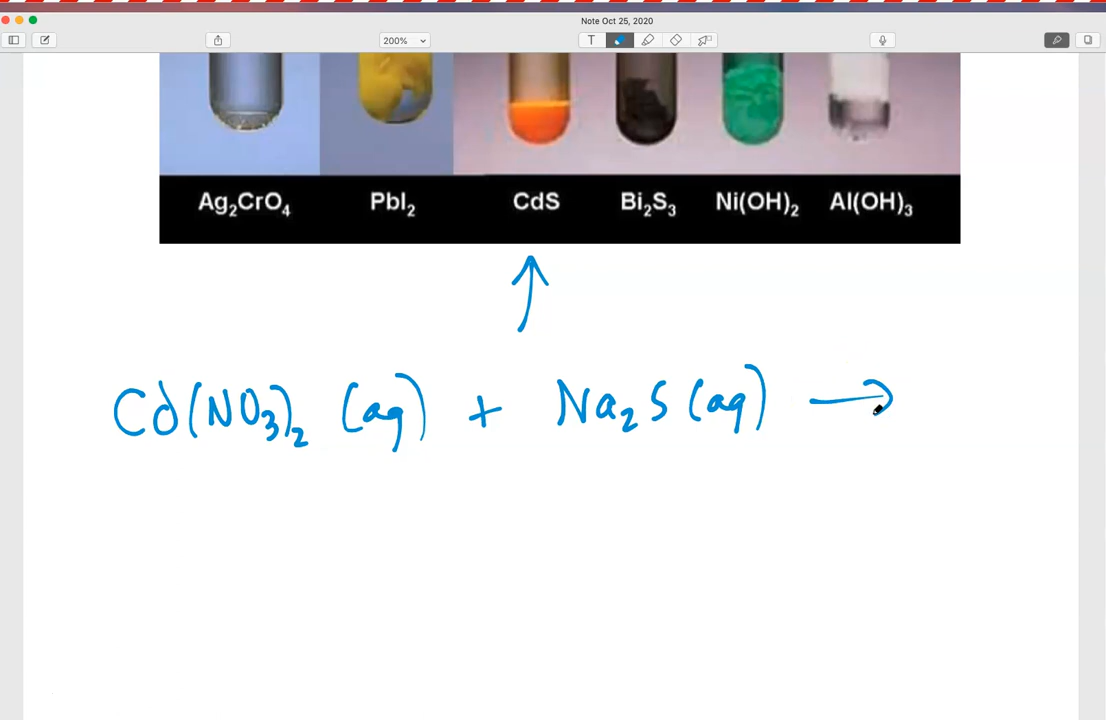 Note Oct 25, 2020
200%
T
Ag₂CrO₄ PbI₂ CdS Bi₂S₃ Ni(OH)₂ Al(OH)₃
Cd(NO₃)₂ (aq) + Na₂S (aq) →